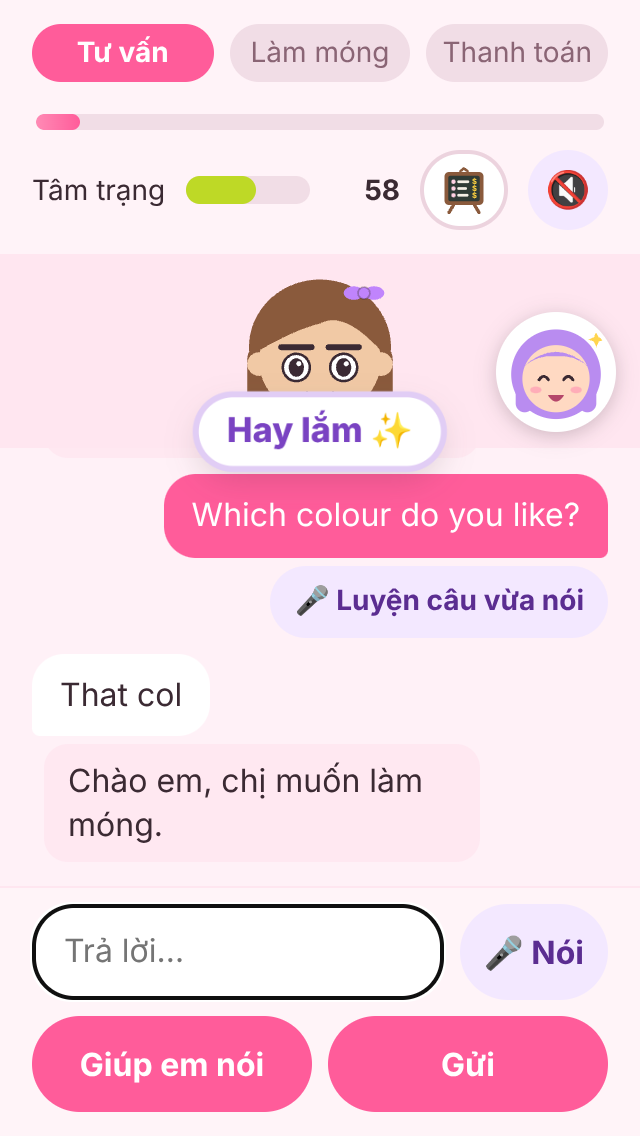 Tư vấn
Làm móng
Thanh toán
Tâm trạng
58
Hay lắm ✨
Which colour do you like?
🎤 Luyện câu vừa nói
That col
Chào em, chị muốn làm
móng.
Trả lời...
🎤 Nói
Giúp em nói
Gửi